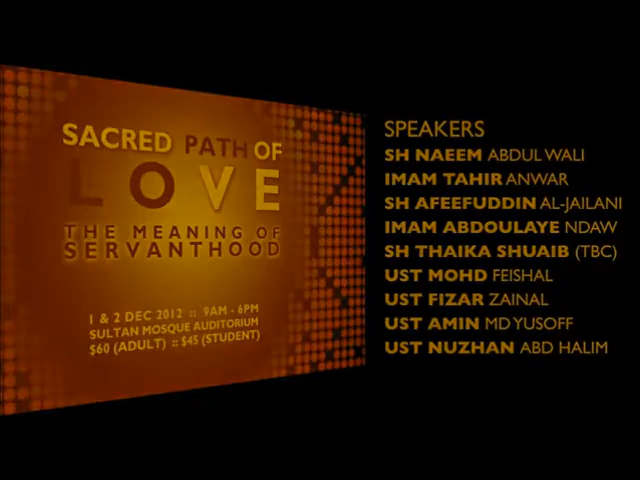 SACRED PATH OF
LOVE
THE MEANING OF
SERVANTHOOD
1 & 2 DEC 2012 :: 9AM - 6PM
SULTAN MOSQUE AUDITORIUM
$60 (ADULT) :: $45 (STUDENT)
SPEAKERS
SH NAEEM ABDUL WALI
IMAM TAHIR ANWAR
SH AFEEFUDDIN AL-JAILANI
IMAM ABDOULAYE NDAW
SH THAIKA SHUAIB (TBC)
UST MOHD FEISHAL
UST FIZAR ZAINAL
UST AMIN MD YUSOFF
UST NUZHAN ABD HALIM